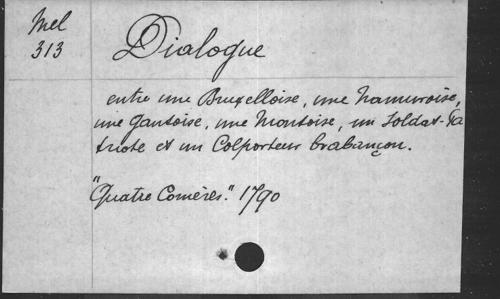 Mel
313
Dialogue
entre une Bruxelloise, une Namuroise,
une Gantoise, une Montoise, un Soldat-Pa
triote et un Colporteur brabançon.
"Quatre Comères." 1790